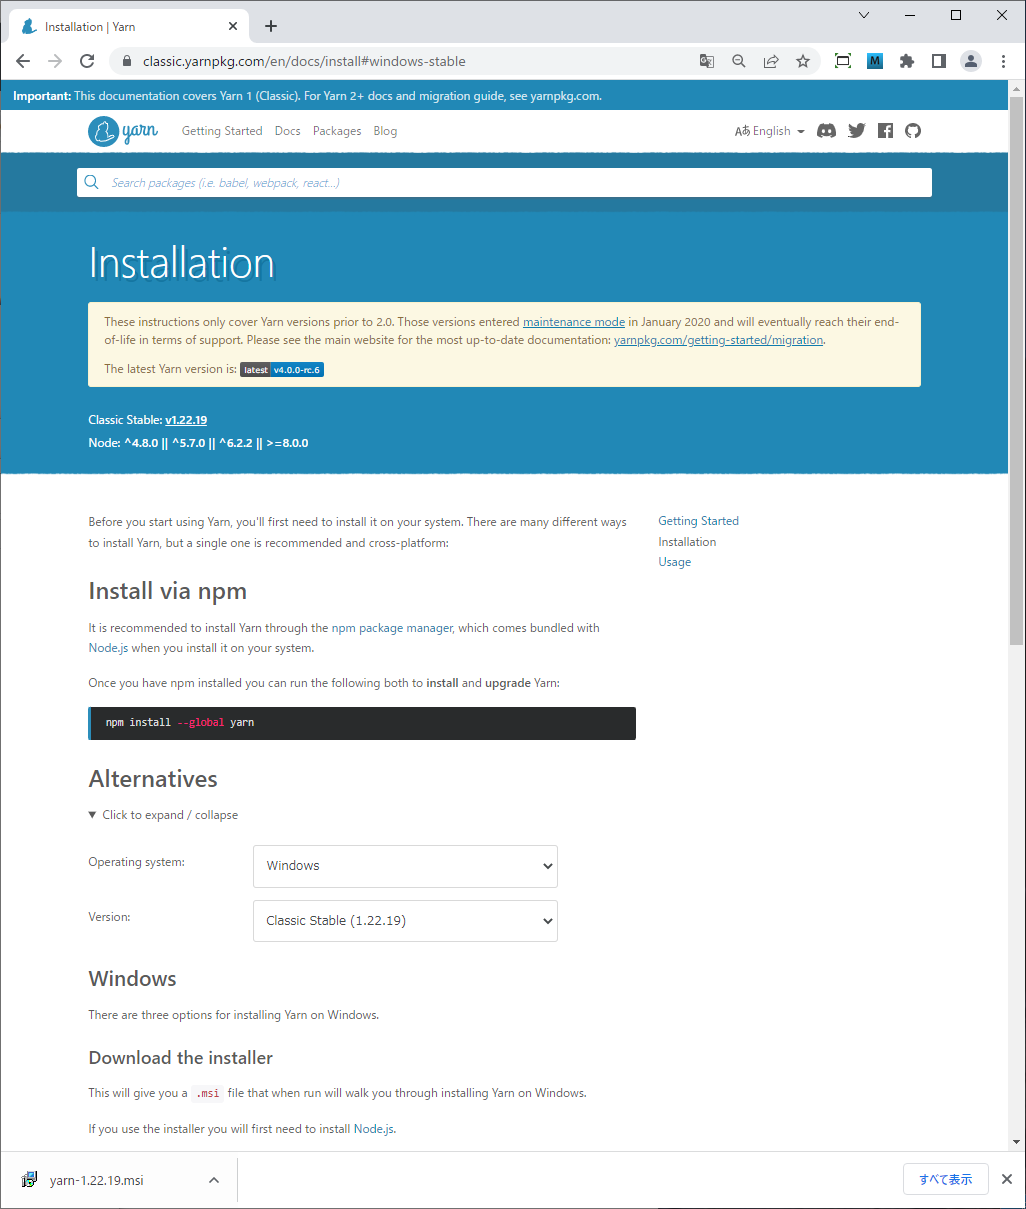 Installation | Yarn
classic.yarnpkg.com/en/docs/install#windows-stable
M
Important: This documentation covers Yarn 1 (Classic). For Yarn 2+ docs and migration guide, see yarnpkg.com.
yarn Getting Started Docs Packages Blog Aあ English
Search packages (i.e. babel, webpack, react...)
Installation
These instructions only cover Yarn versions prior to 2.0. Those versions entered maintenance mode in January 2020 and will eventually reach their end-
of-life in terms of support. Please see the main website for the most up-to-date documentation: yarnpkg.com/getting-started/migration.
The latest Yarn version is: latest v4.0.0-rc.6
Classic Stable: v1.22.19
Node: ^4.8.0 || ^5.7.0 || ^6.2.2 || >=8.0.0
Before you start using Yarn, you'll first need to install it on your system. There are many different ways
to install Yarn, but a single one is recommended and cross-platform:
Getting Started
Installation
Usage
Install via npm
It is recommended to install Yarn through the npm package manager, which comes bundled with
Node.js when you install it on your system.
Once you have npm installed you can run the following both to install and upgrade Yarn:
npm install --global yarn
Alternatives
▼ Click to expand / collapse
Operating system: Windows
Version: Classic Stable (1.22.19)
Windows
There are three options for installing Yarn on Windows.
Download the installer
This will give you a .msi file that when run will walk you through installing Yarn on Windows.
If you use the installer you will first need to install Node.js.
yarn-1.22.19.msi
すべて表示